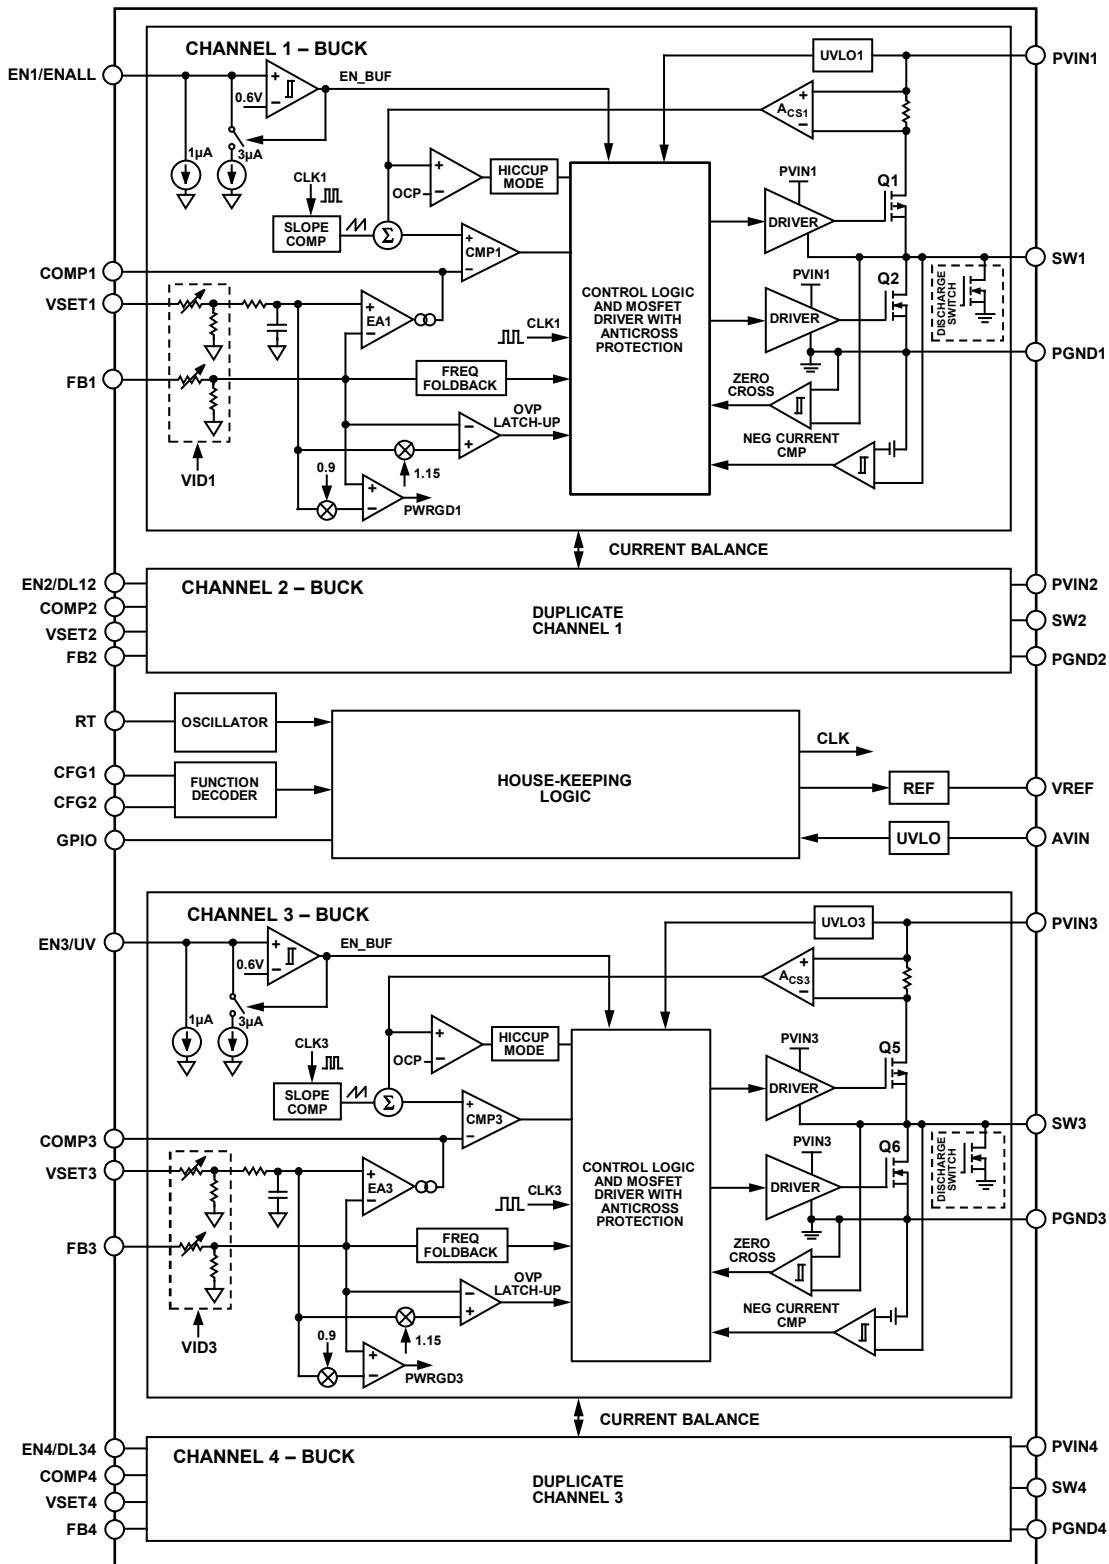 CHANNEL 1 – BUCK
UVLO1
EN1/ENALL
PVIN1
EN_BUF
+
0.6V
−
+
ACS1
−
1µA
3µA
CLK1
+
OCP
−
HICCUP
MODE
PVIN1
Q1
SLOPE
COMP
Σ
+
CMP1
−
DRIVER
COMP1
SW1
VSET1
+
EA1
−
CONTROL LOGIC
AND MOSFET
DRIVER WITH
ANTICROSS
PROTECTION
PVIN1
Q2
DRIVER
DISCHARGE
SWITCH
CLK1
PGND1
FB1
FREQ
FOLDBACK
ZERO
CROSS
OVP
LATCH-UP
−
+
NEG CURRENT
CMP
VID1
0.9
1.15
+
−
PWRGD1
CURRENT BALANCE
EN2/DL12
COMP2
VSET2
FB2
CHANNEL 2 – BUCK
DUPLICATE
CHANNEL 1
PVIN2
SW2
PGND2
RT
OSCILLATOR
CFG1
CFG2
FUNCTION
DECODER
GPIO
HOUSE-KEEPING
LOGIC
CLK
REF
VREF
UVLO
AVIN
CHANNEL 3 – BUCK
UVLO3
EN3/UV
PVIN3
EN_BUF
+
0.6V
−
+
ACS3
−
1µA
3µA
CLK3
+
OCP
−
HICCUP
MODE
PVIN3
Q5
SLOPE
COMP
Σ
+
CMP3
−
DRIVER
COMP3
SW3
VSET3
+
EA3
−
CONTROL LOGIC
AND MOSFET
DRIVER WITH
ANTICROSS
PROTECTION
PVIN3
Q6
DRIVER
DISCHARGE
SWITCH
CLK3
PGND3
FB3
FREQ
FOLDBACK
ZERO
CROSS
OVP
LATCH-UP
−
+
NEG CURRENT
CMP
VID3
0.9
1.15
+
−
PWRGD3
CURRENT BALANCE
EN4/DL34
COMP4
VSET4
FB4
CHANNEL 4 – BUCK
DUPLICATE
CHANNEL 3
PVIN4
SW4
PGND4